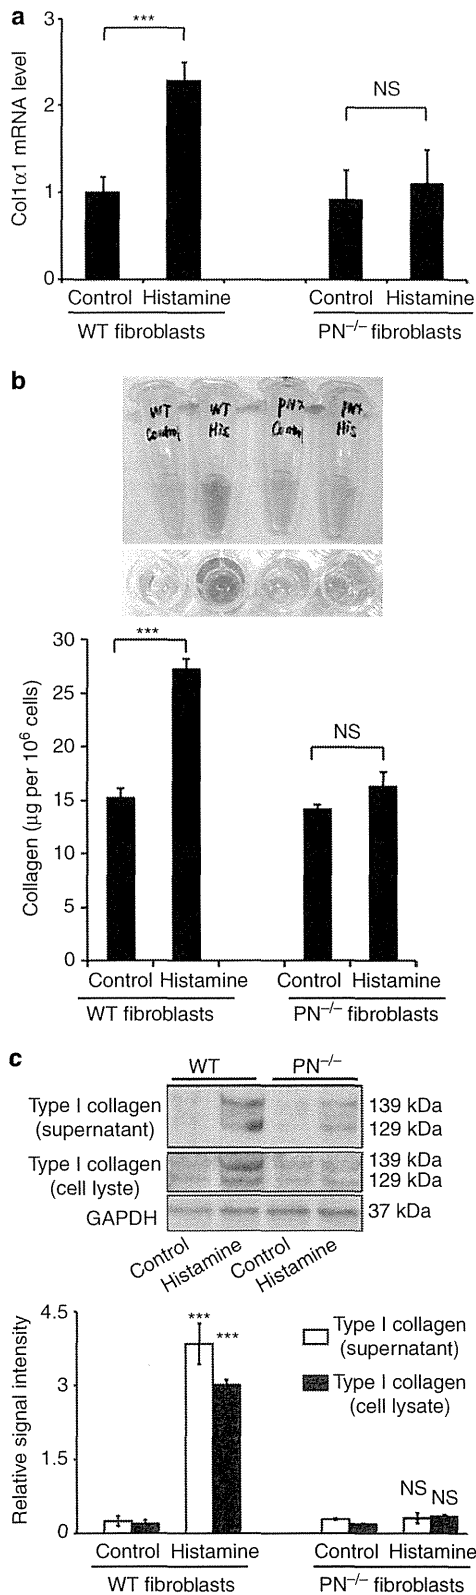 a
***
NS
3
2
1
0
Col1α1 mRNA level
Control Histamine Control Histamine
WT fibroblasts PN–/– fibroblasts
b
WT WT PN-/- PN-/-
Control His Control His
***
NS
30
25
20
15
10
5
0
Collagen (μg per 10⁶ cells)
Control Histamine Control Histamine
WT fibroblasts PN–/– fibroblasts
c
WT PN–/–
Type I collagen
(supernatant)
139 kDa
129 kDa
Type I collagen
(cell lyste)
139 kDa
129 kDa
GAPDH
37 kDa
Control Histamine Control Histamine
4.5
3
1.5
0
Relative signal intensity
***
***
Type I collagen
(supernatant)
Type I collagen
(cell lysate)
NS NS
Control Histamine Control Histamine
WT fibroblasts PN–/– fibroblasts